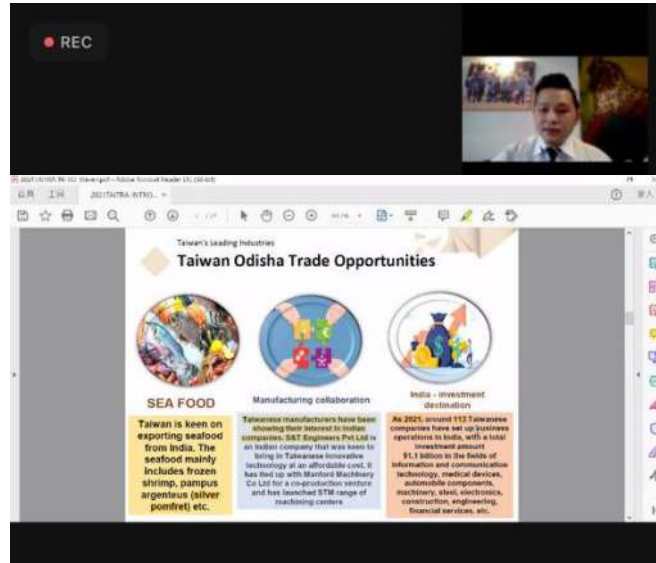 REC
2021TAITRA INTRO...
Taiwan's Leading Industries
Taiwan Odisha Trade Opportunities
SEA FOOD
Taiwan is keen on
exporting seafood
from India. The
seafood mainly
includes frozen
shrimp, pampus
argenteus (silver
pomfret) etc.
Manufacturing collaboration
Taiwanese manufacturers have been
showing their interest in Indian
companies. S&T Engineers Pvt Ltd is
an Indian company that was keen to
bring in Taiwanese innovative
technology at an affordable cost. It
has tied up with Manford Machinery
Co Ltd for a co-production venture
and has launched STM range of
machining centers
India - investment
destination
As 2021, around 113 Taiwanese
companies have set up business
operations in India, with a total
investment amount
$1.1 billion in the fields of
information and communication
technology, medical devices,
automobile components,
machinery, steel, electronics,
construction, engineering,
financial services, etc.